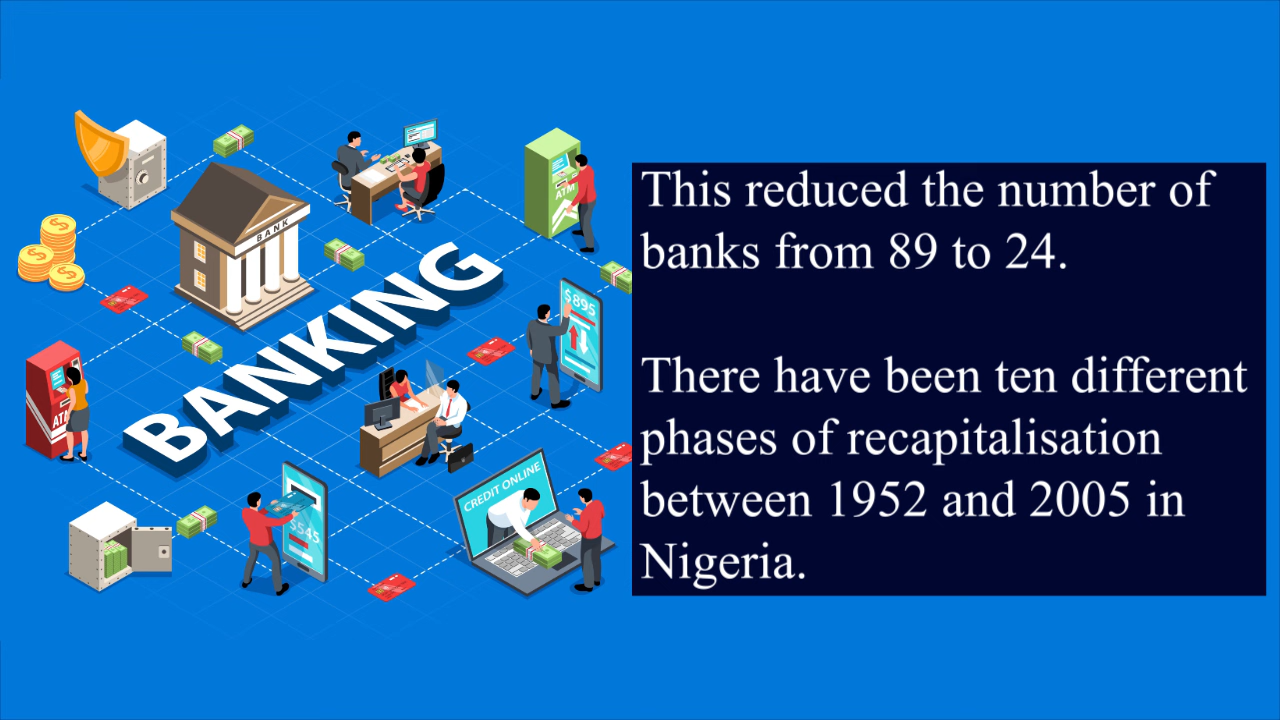 BANK
ATM
BANKING
$895
ATM
CREDIT ONLINE
$545
This reduced the number of
banks from 89 to 24.
There have been ten different
phases of recapitalisation
between 1952 and 2005 in
Nigeria.